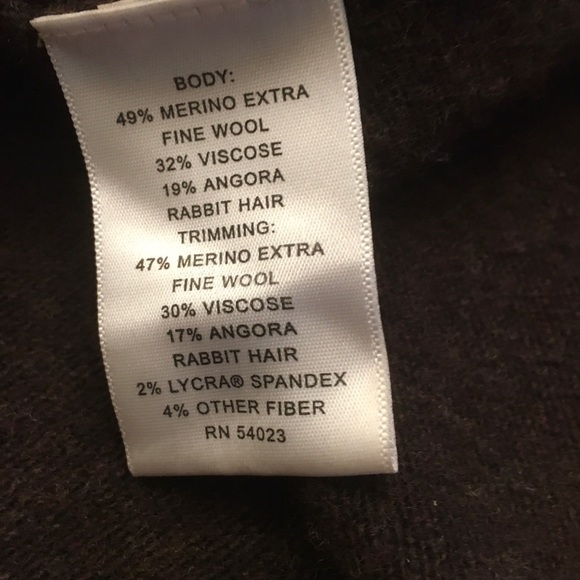 BODY:
49% MERINO EXTRA
FINE WOOL
32% VISCOSE
19% ANGORA
RABBIT HAIR
TRIMMING:
47% MERINO EXTRA
FINE WOOL
30% VISCOSE
17% ANGORA
RABBIT HAIR
2% LYCRA® SPANDEX
4% OTHER FIBER
RN 54023